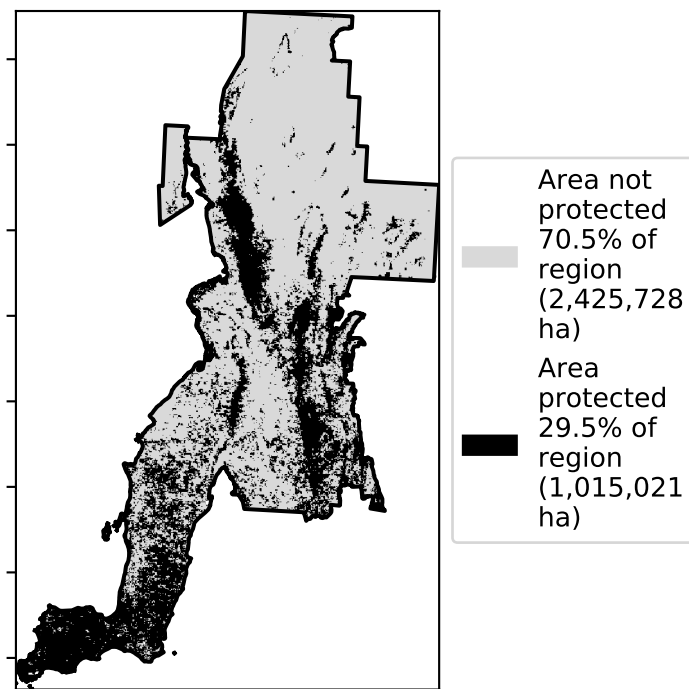 Area not
protected
70.5% of
region
(2,425,728
ha)
Area
protected
29.5% of
region
(1,015,021
ha)